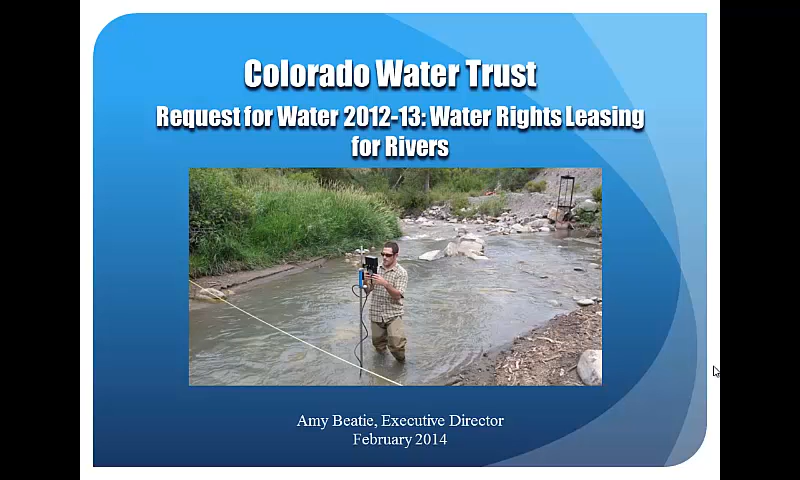 Colorado Water Trust
Request for Water 2012-13: Water Rights Leasing
for Rivers
Amy Beatie, Executive Director
February 2014